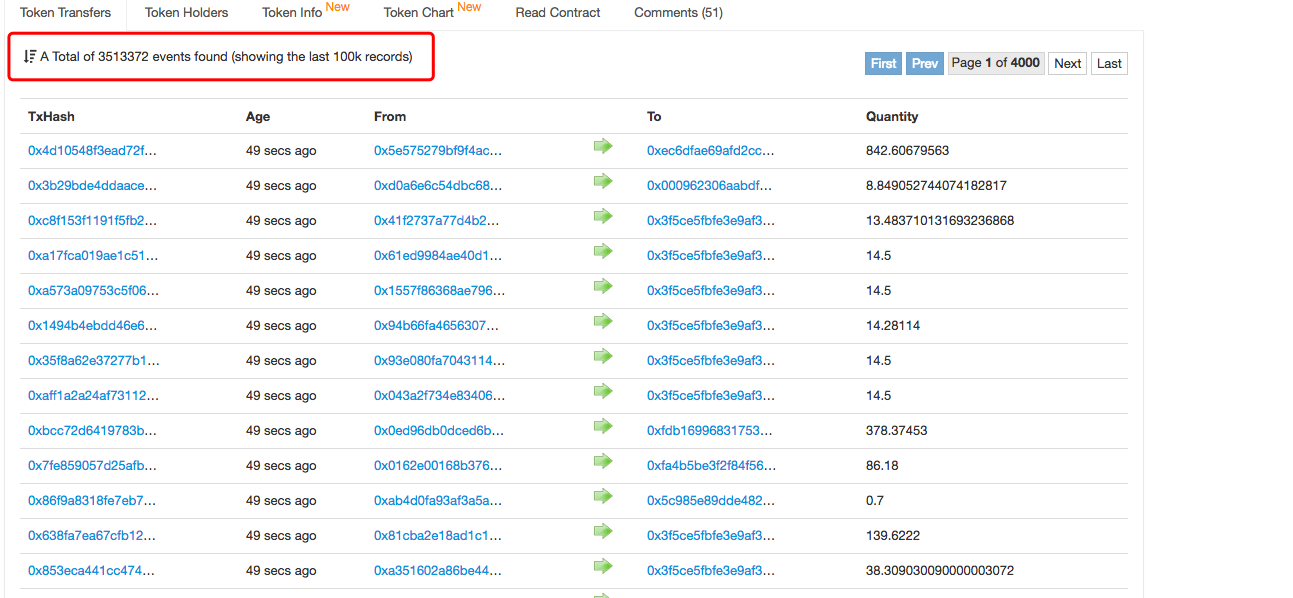 Token Transfers Token Holders Token Info New Token Chart New Read Contract Comments (51)
A Total of 3513372 events found (showing the last 100k records)
First Prev Page 1 of 4000 Next Last
TxHash Age From To Quantity
0x4d10548f3ead72f... 49 secs ago 0x5e575279bf9f4ac... 0xec6dfae69afd2cc... 842.60679563
0x3b29bde4ddaace... 49 secs ago 0xd0a6e6c54dbc68... 0x000962306aabdf... 8.849052744074182817
0xc8f153f1191f5fb2... 49 secs ago 0x41f2737a77d4b2... 0x3f5ce5fbfe3e9af3... 13.483710131693236868
0xa17fca019ae1c51... 49 secs ago 0x61ed9984ae40d1... 0x3f5ce5fbfe3e9af3... 14.5
0xa573a09753c5f06... 49 secs ago 0x1557f86368ae796... 0x3f5ce5fbfe3e9af3... 14.5
0x1494b4ebdd46e6... 49 secs ago 0x94b66fa4656307... 0x3f5ce5fbfe3e9af3... 14.28114
0x35f8a62e37277b1... 49 secs ago 0x93e080fa7043114... 0x3f5ce5fbfe3e9af3... 14.5
0xaff1a2a24af73112... 49 secs ago 0x043a2f734e83406... 0x3f5ce5fbfe3e9af3... 14.5
0xbcc72d6419783b... 49 secs ago 0x0ed96db0dced6b... 0xfdb16996831753... 378.37453
0x7fe859057d25afb... 49 secs ago 0x0162e00168b376... 0xfa4b5be3f2f84f56... 86.18
0x86f9a8318fe7eb7... 49 secs ago 0xab4d0fa93af3a5a... 0x5c985e89dde482... 0.7
0x638fa7ea67cfb12... 49 secs ago 0x81cba2e18ad1c1... 0x3f5ce5fbfe3e9af3... 139.6222
0x853eca441cc474... 49 secs ago 0xa351602a86be44... 0x3f5ce5fbfe3e9af3... 38.309030090000003072